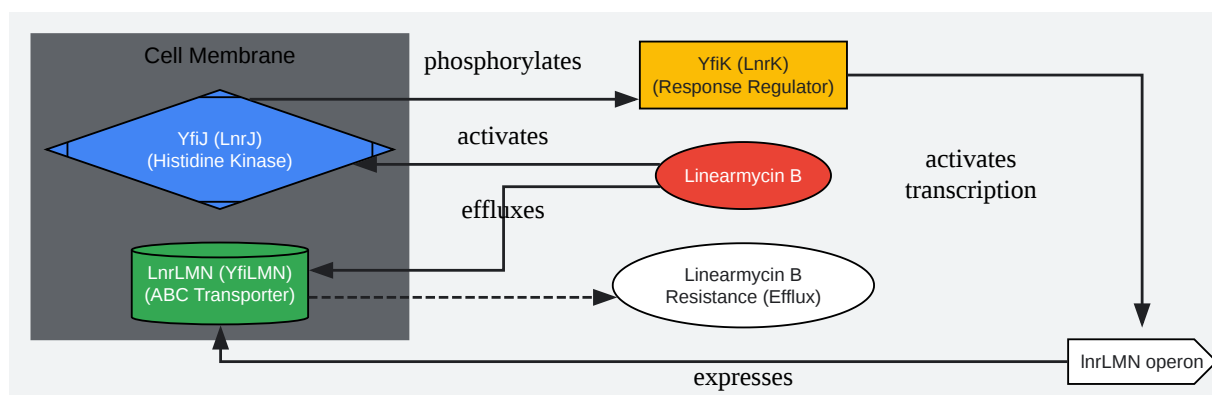 Cell Membrane
phosphorylates
YfiK (LnrK)
(Response Regulator)
YfiJ (LnrJ)
(Histidine Kinase)
activates
Linearmycin B
activates
transcription
effluxes
LnrLMN (YfiLMN)
(ABC Transporter)
Linearmycin B
Resistance (Efflux)
lnrLMN operon
expresses